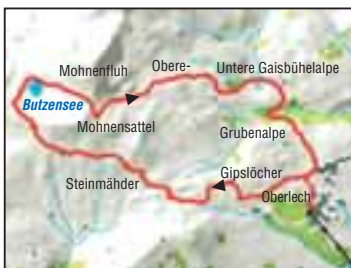 Mohnenfluh
Obere-
Untere Gaisbühelalpe
Butzensee
Mohnensattel
Grubenalpe
Steinmähder
Gipslöcher
Oberlech